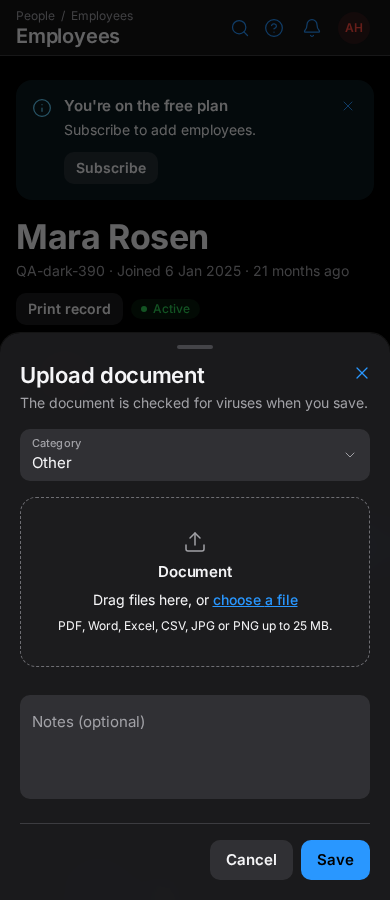 People / Employees
Employees
AH
You're on the free plan
Subscribe to add employees.
Subscribe
Mara Rosen
QA-dark-390 · Joined 6 Jan 2025 · 21 months ago
Print record
Active
Upload document
The document is checked for viruses when you save.
Category
Other
Document
Drag files here, or choose a file
PDF, Word, Excel, CSV, JPG or PNG up to 25 MB.
Notes (optional)
Cancel
Save